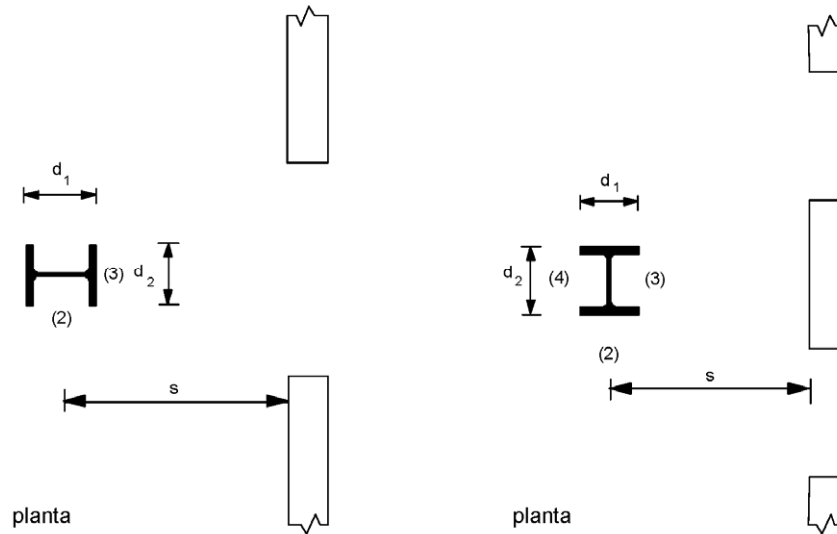 d1
(3)
d2
(2)
s
planta
d1
d2
(4)
(3)
(2)
s
planta